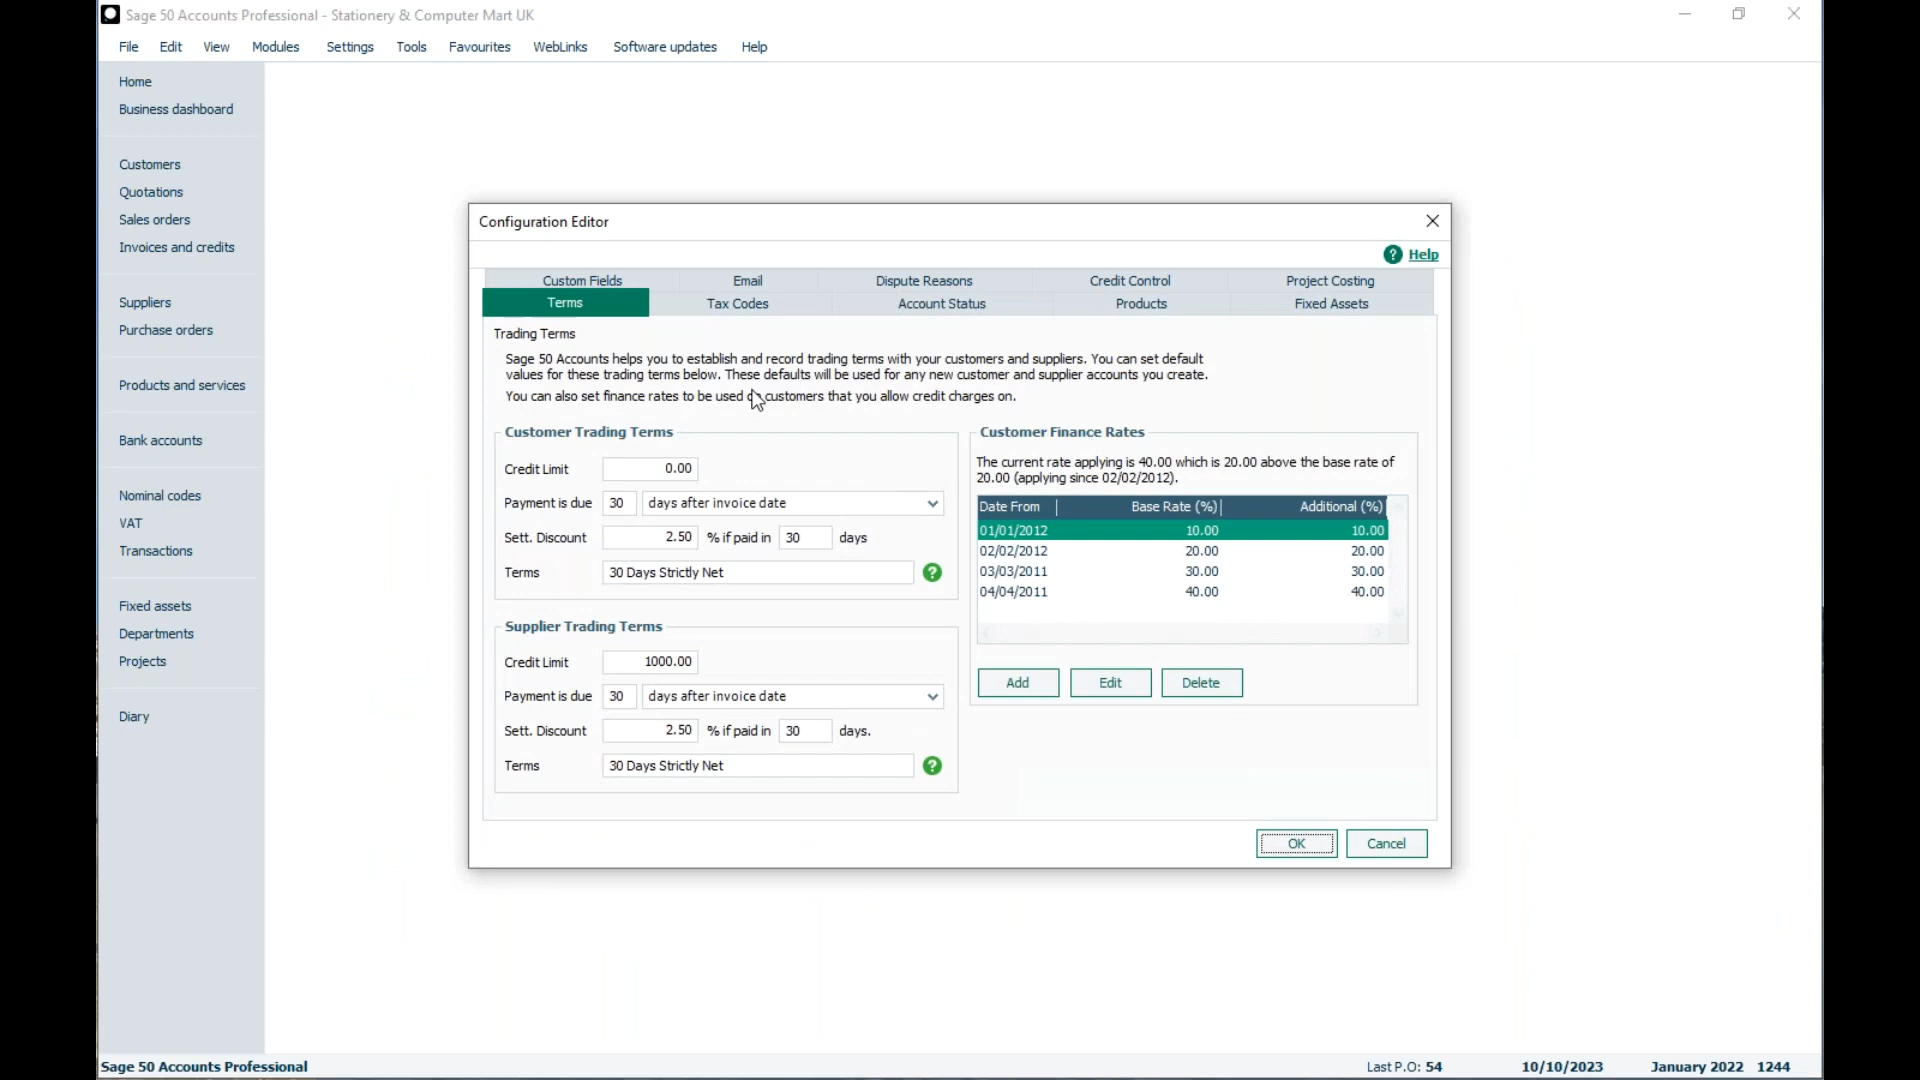 Sage 50 Accounts Professional - Stationery & Computer Mart UK
File Edit View Modules Settings Tools Favourites WebLinks Software updates Help
Home
Business dashboard
Customers
Quotations
Sales orders
Invoices and credits
Suppliers
Purchase orders
Products and services
Bank accounts
Nominal codes
VAT
Transactions
Fixed assets
Departments
Projects
Diary
Configuration Editor
? Help
Custom Fields Email Dispute Reasons Credit Control Project Costing
Terms Tax Codes Account Status Products Fixed Assets
Trading Terms
Sage 50 Accounts helps you to establish and record trading terms with your customers and suppliers. You can set default
values for these trading terms below. These defaults will be used for any new customer and supplier accounts you create.
You can also set finance rates to be used customers that you allow credit charges on.
Customer Trading Terms
Credit Limit 0.00
Payment is due 30 days after invoice date
Sett. Discount 2.50 % if paid in 30 days
Terms 30 Days Strictly Net ?
Supplier Trading Terms
Credit Limit 1000.00
Payment is due 30 days after invoice date
Sett. Discount 2.50 % if paid in 30 days.
Terms 30 Days Strictly Net ?
Customer Finance Rates
The current rate applying is 40.00 which is 20.00 above the base rate of
20.00 (applying since 02/02/2012).
Date From Base Rate (%) Additional (%)
01/01/2012 10.00 10.00
02/02/2012 20.00 20.00
03/03/2011 30.00 30.00
04/04/2011 40.00 40.00
Add Edit Delete
OK Cancel
Sage 50 Accounts Professional Last P.O: 54 10/10/2023 January 2022 1244